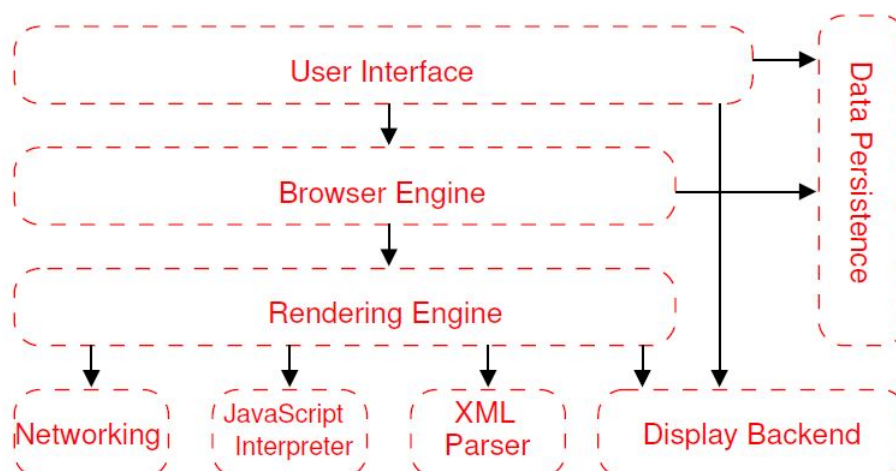 User Interface
Data Persistence
Browser Engine
Rendering Engine
Networking
JavaScript
Interpreter
XML
Parser
Display Backend